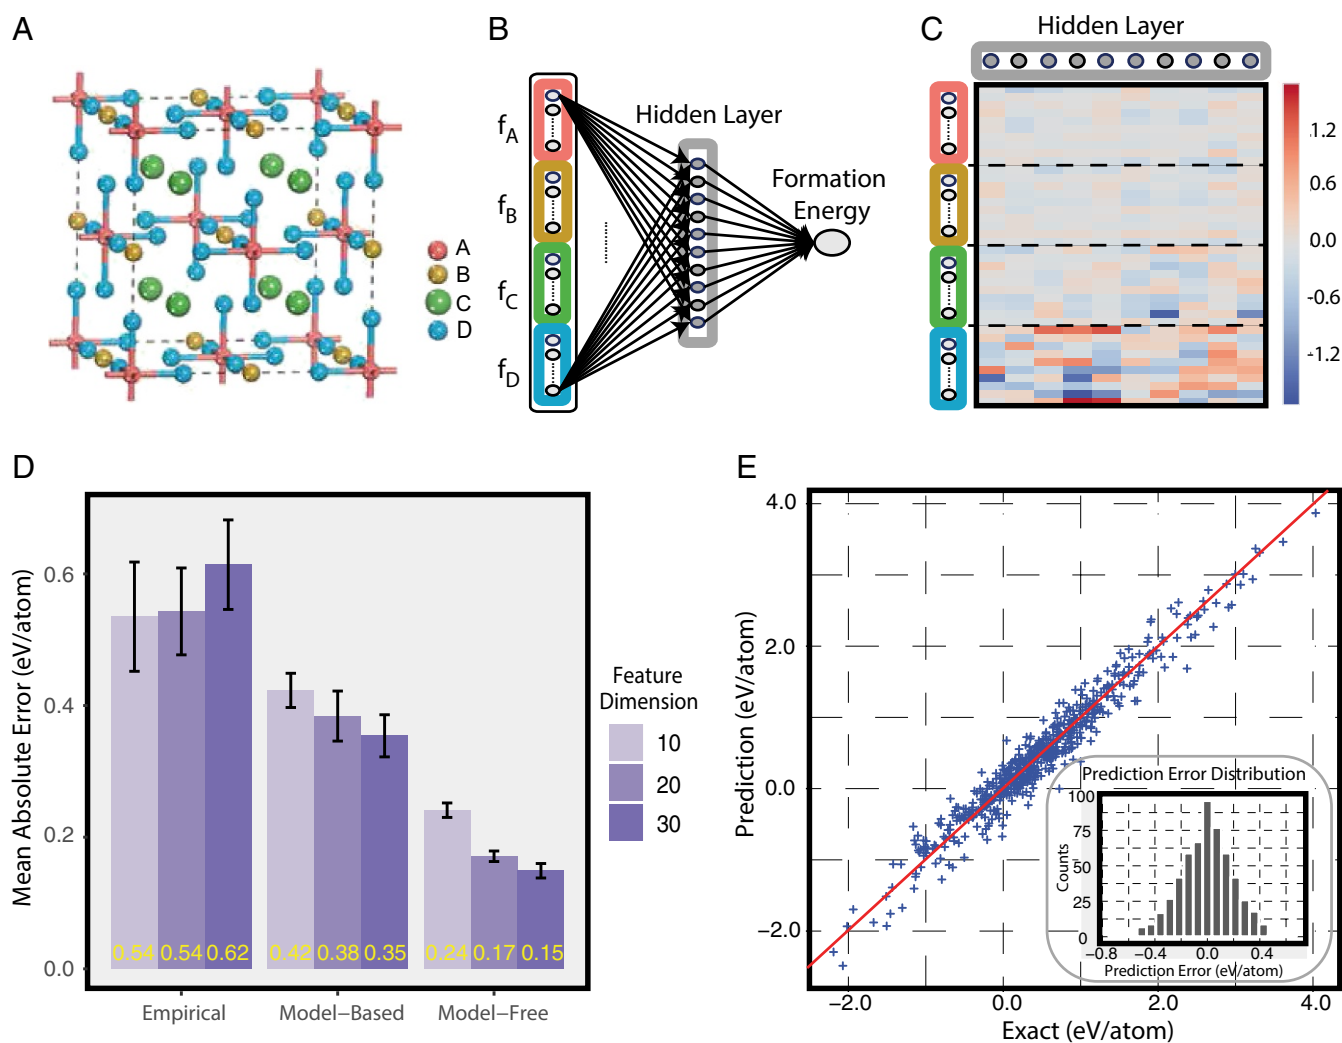 A
B
C
Hidden Layer
f_A
f_B
f_C
f_D
Hidden Layer
Formation
Energy
A
B
C
D
1.2
0.6
0.0
-0.6
-1.2
D
Mean Absolute Error (eV/atom)
0.6
0.4
0.2
0.0
0.54 0.54 0.62 0.42 0.38 0.35 0.24 0.17 0.15
Empirical Model−Based Model−Free
Feature
Dimension
10
20
30
E
Prediction (eV/atom)
4.0
2.0
0.0
−2.0
−2.0 0.0 2.0 4.0
Exact (eV/atom)
Prediction Error Distribution
Counts
100
75
50
25
0
−0.8 −0.4 0.0 0.4
Prediction Error (eV/atom)